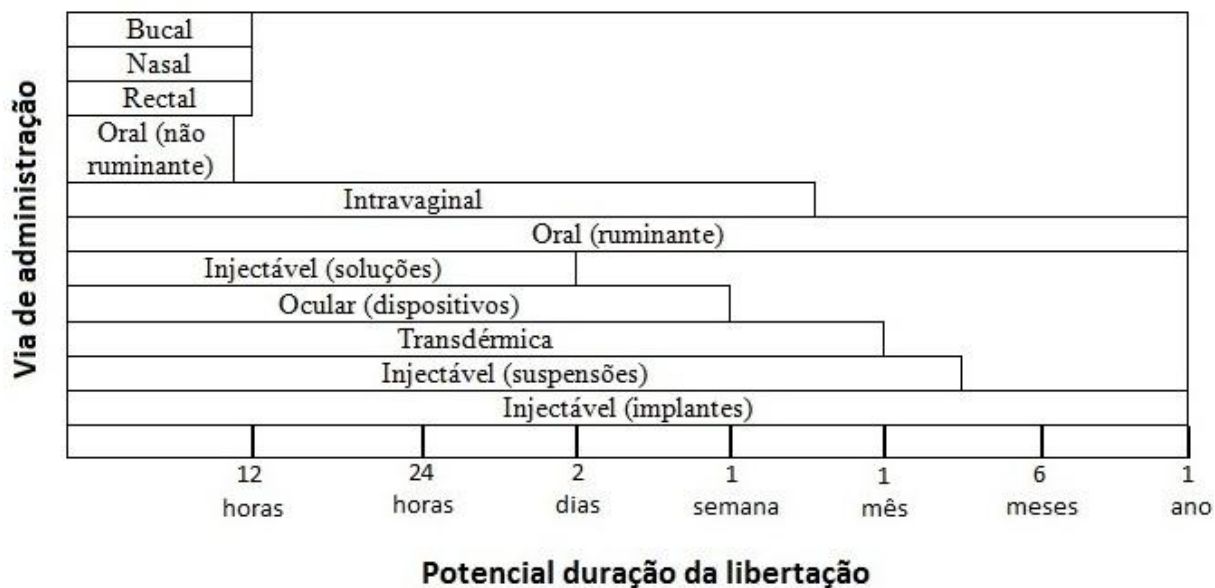 Via de administração
Bucal
Nasal
Rectal
Oral (não
ruminante)
Intravaginal
Oral (ruminante)
Injectável (soluções)
Ocular (dispositivos)
Transdérmica
Injectável (suspensões)
Injectável (implantes)
12 24 2 1 1 6 1
horas horas dias semana mês meses ano
Potencial duração da libertação